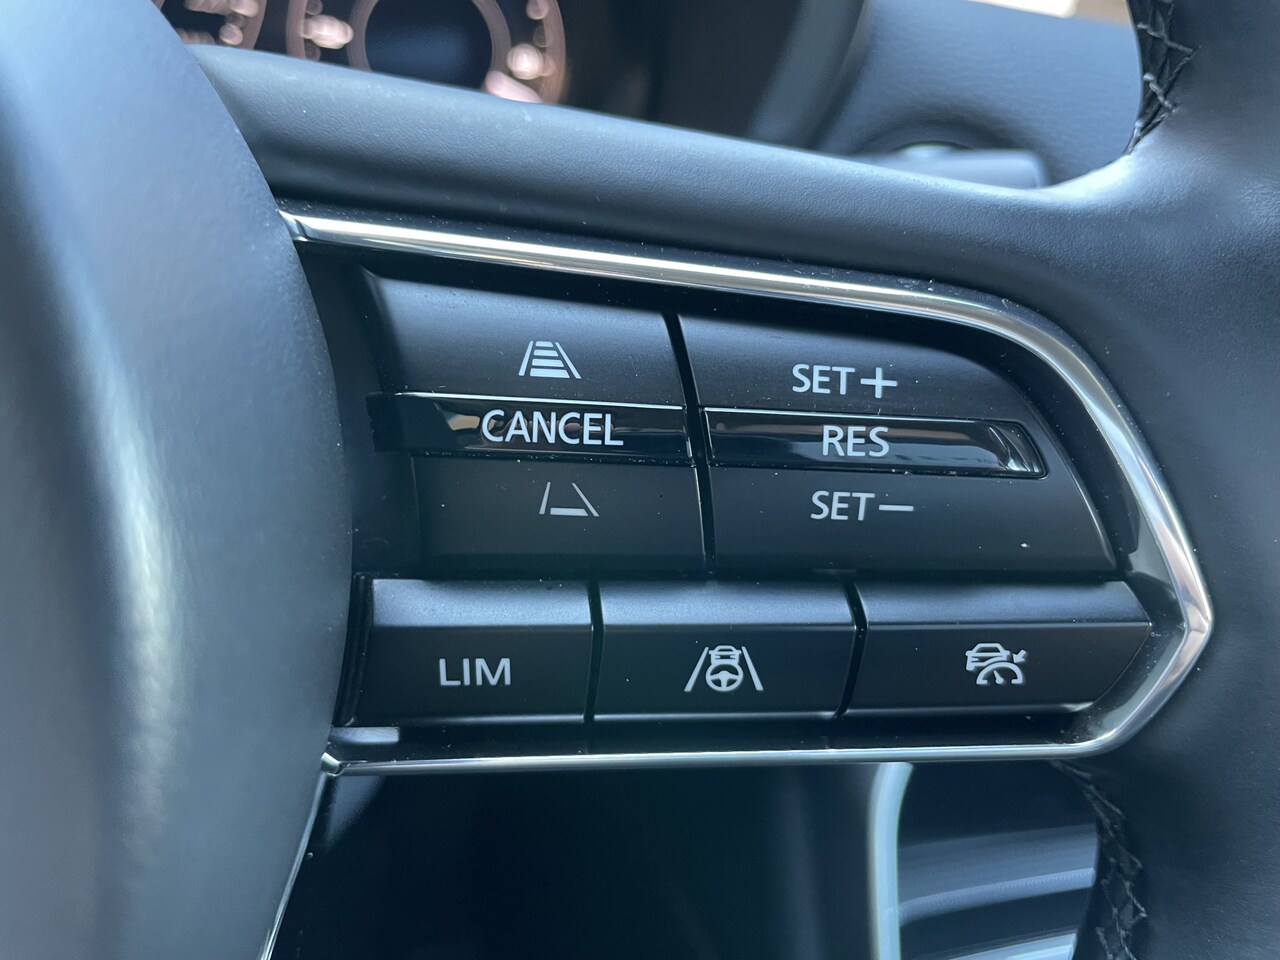 SET+
CANCEL
RES
SET-
LIM